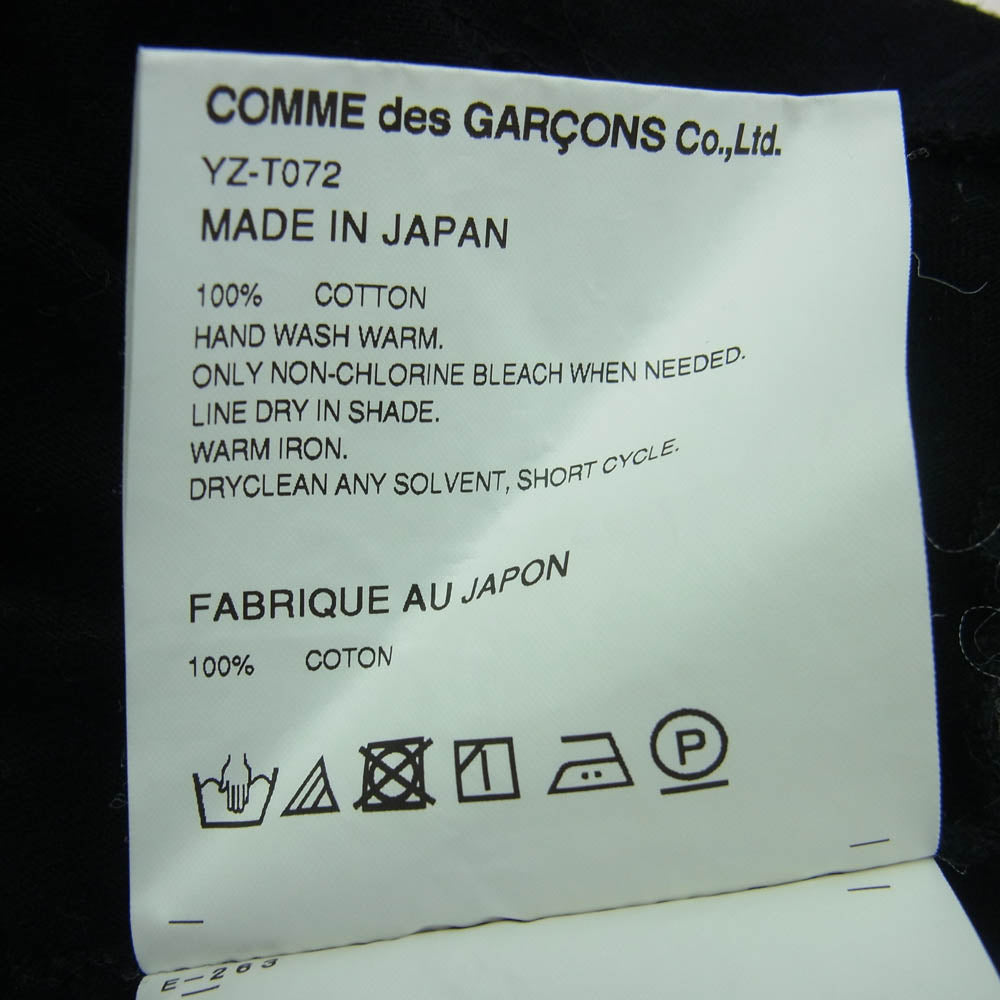 COMME des GARÇONS Co.,Ltd.
YZ-T072
MADE IN JAPAN
100% COTTON
HAND WASH WARM.
ONLY NON-CHLORINE BLEACH WHEN NEEDED.
LINE DRY IN SHADE.
WARM IRON.
DRYCLEAN ANY SOLVENT, SHORT CYCLE.
FABRIQUE AU JAPON
100% COTON
P
E-263